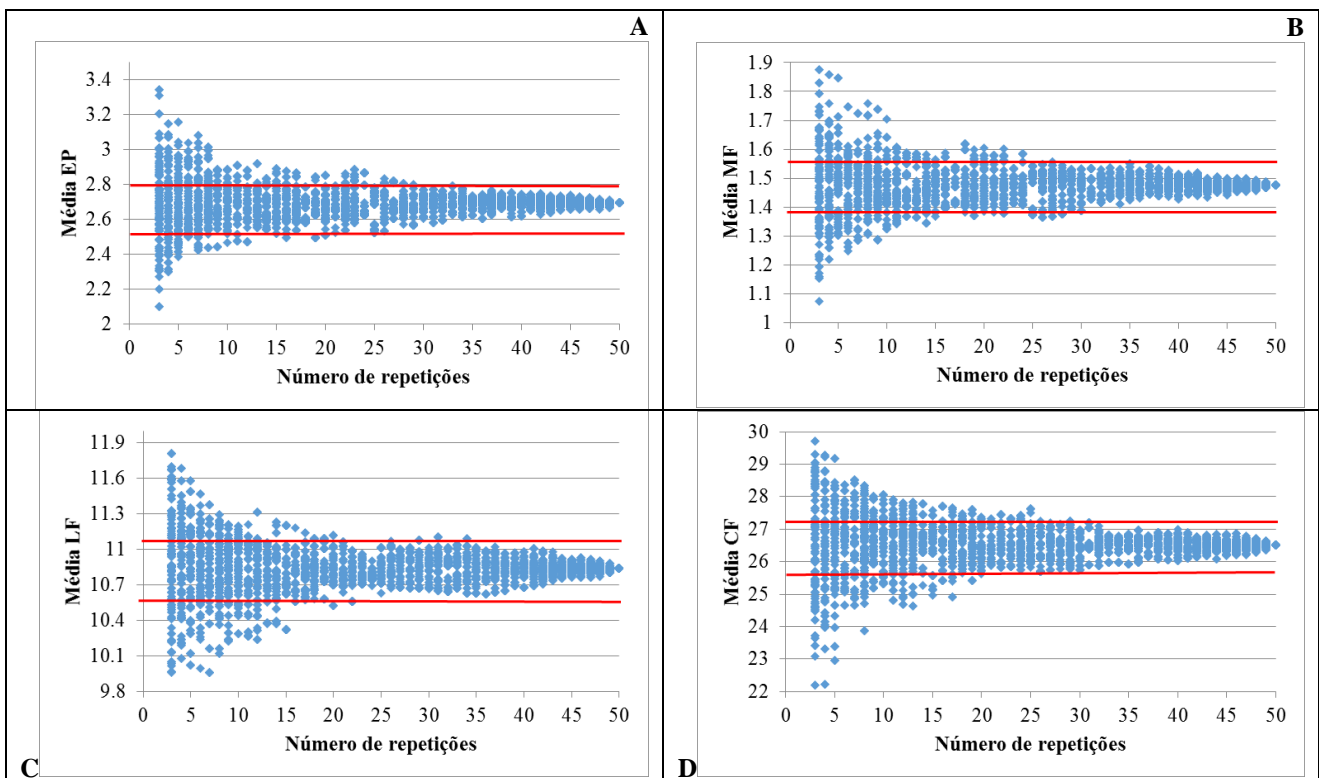 A
Média EP
3.4
3.2
3
2.8
2.6
2.4
2.2
2
0 5 10 15 20 25 30 35 40 45 50
Número de repetições
B
Média MF
1.9
1.8
1.7
1.6
1.5
1.4
1.3
1.2
1.1
1
0 5 10 15 20 25 30 35 40 45 50
Número de repetições
C
Média LF
11.9
11.6
11.3
11
10.7
10.4
10.1
9.8
0 5 10 15 20 25 30 35 40 45 50
Número de repetições
D
Média CF
30
29
28
27
26
25
24
23
22
0 5 10 15 20 25 30 35 40 45 50
Número de repetições